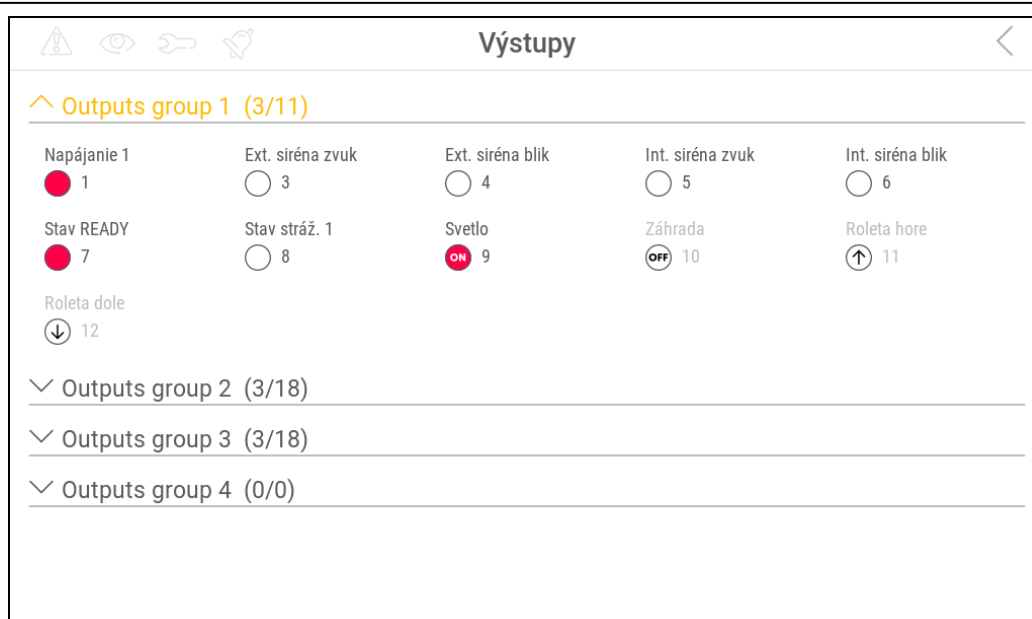 Výstupy
Outputs group 1 (3/11)
Napájanie 1 Ext. siréna zvuk Ext. siréna blik Int. siréna zvuk Int. siréna blik
1 3 4 5 6
Stav READY Stav stráž. 1 Svetlo Záhrada Roleta hore
7 8 ON 9 OFF 10 11
Roleta dole
12
Outputs group 2 (3/18)
Outputs group 3 (3/18)
Outputs group 4 (0/0)